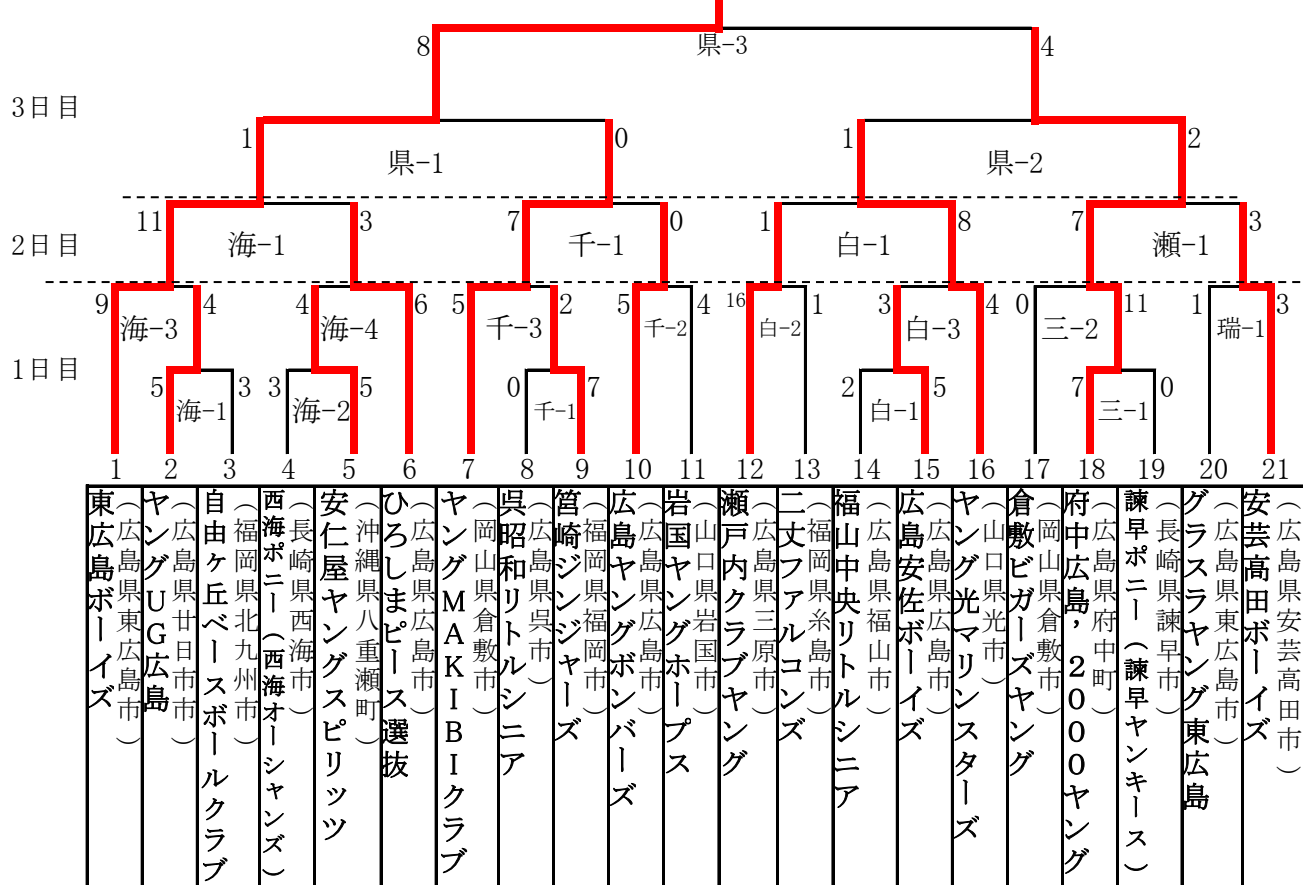 8
県-3
4
3日目
1
県-1
0
1
県-2
2
2日目
11
海-1
3
7
千-1
0
1
白-1
8
7
瀬-1
3
1日目
9
海-3
4
4
海-4
6
5
千-3
2
5
千-2
4
16
白-2
1
3
白-3
4
0
三-2
11
1
瑞-1
3
5
海-1
3
3
海-2
5
0
千-1
7
2
白-1
5
7
三-1
0
1 2 3 4 5 6 7 8 9 10 11 12 13 14 15 16 17 18 19 20 21
東広島ボーイズ
(広島県東広島市)
ヤングUG広島
(広島県廿日市市)
自由ヶ丘ベースボールクラブ
(福岡県北九州市)
西海ポニー(西海オーシャンズ)
(長崎県西海市)
安仁屋ヤングスピリッツ
(沖縄県八重瀬町)
ひろしまピース選抜
(広島県広島市)
ヤングMAKIBIクラブ
(岡山県倉敷市)
呉昭和リトルシニア
(広島県呉市)
筥崎ジンジャーズ
(福岡県福岡市)
広島ヤングボンバーズ
(広島県広島市)
岩国ヤングホープス
(山口県岩国市)
瀬戸内クラブヤング
(広島県三原市)
二丈ファルコンズ
(福岡県糸島市)
福山中央リトルシニア
(広島県福山市)
広島安佐ボーイズ
(広島県広島市)
ヤング光マリンスターズ
(山口県光市)
倉敷ビガーズヤング
(岡山県倉敷市)
府中広島’2000ヤング
(広島県府中町)
諫早ポニー(諫早ヤンキース)
(長崎県諫早市)
グラスラヤング東広島
(広島県東広島市)
安芸高田ボーイズ
(広島県安芸高田市)